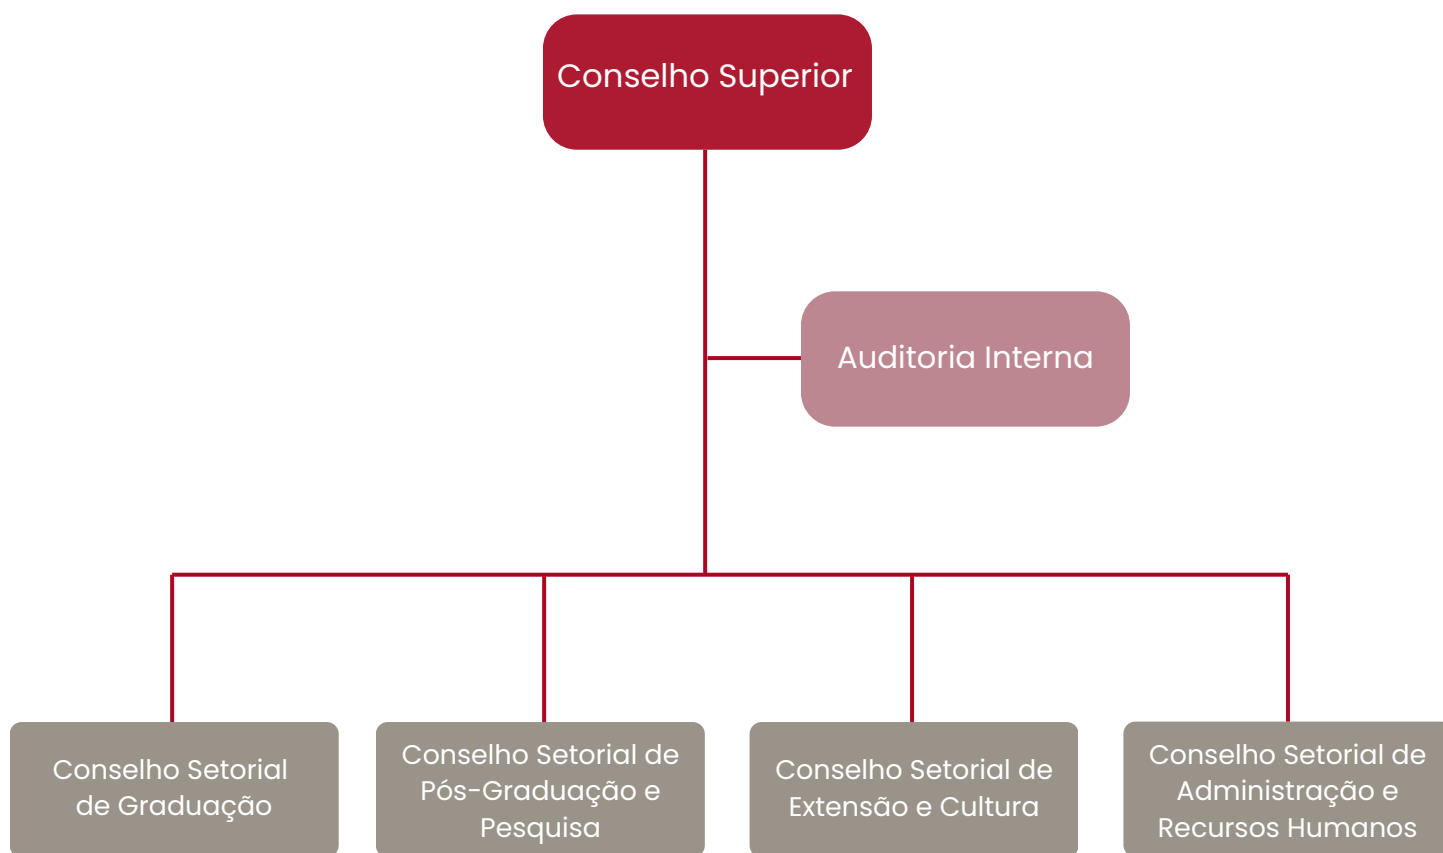 Conselho Superior
Auditoria Interna
Conselho Setorial
de Graduação
Conselho Setorial de
Pós-Graduação e
Pesquisa
Conselho Setorial de
Extensão e Cultura
Conselho Setorial de
Administração e
Recursos Humanos